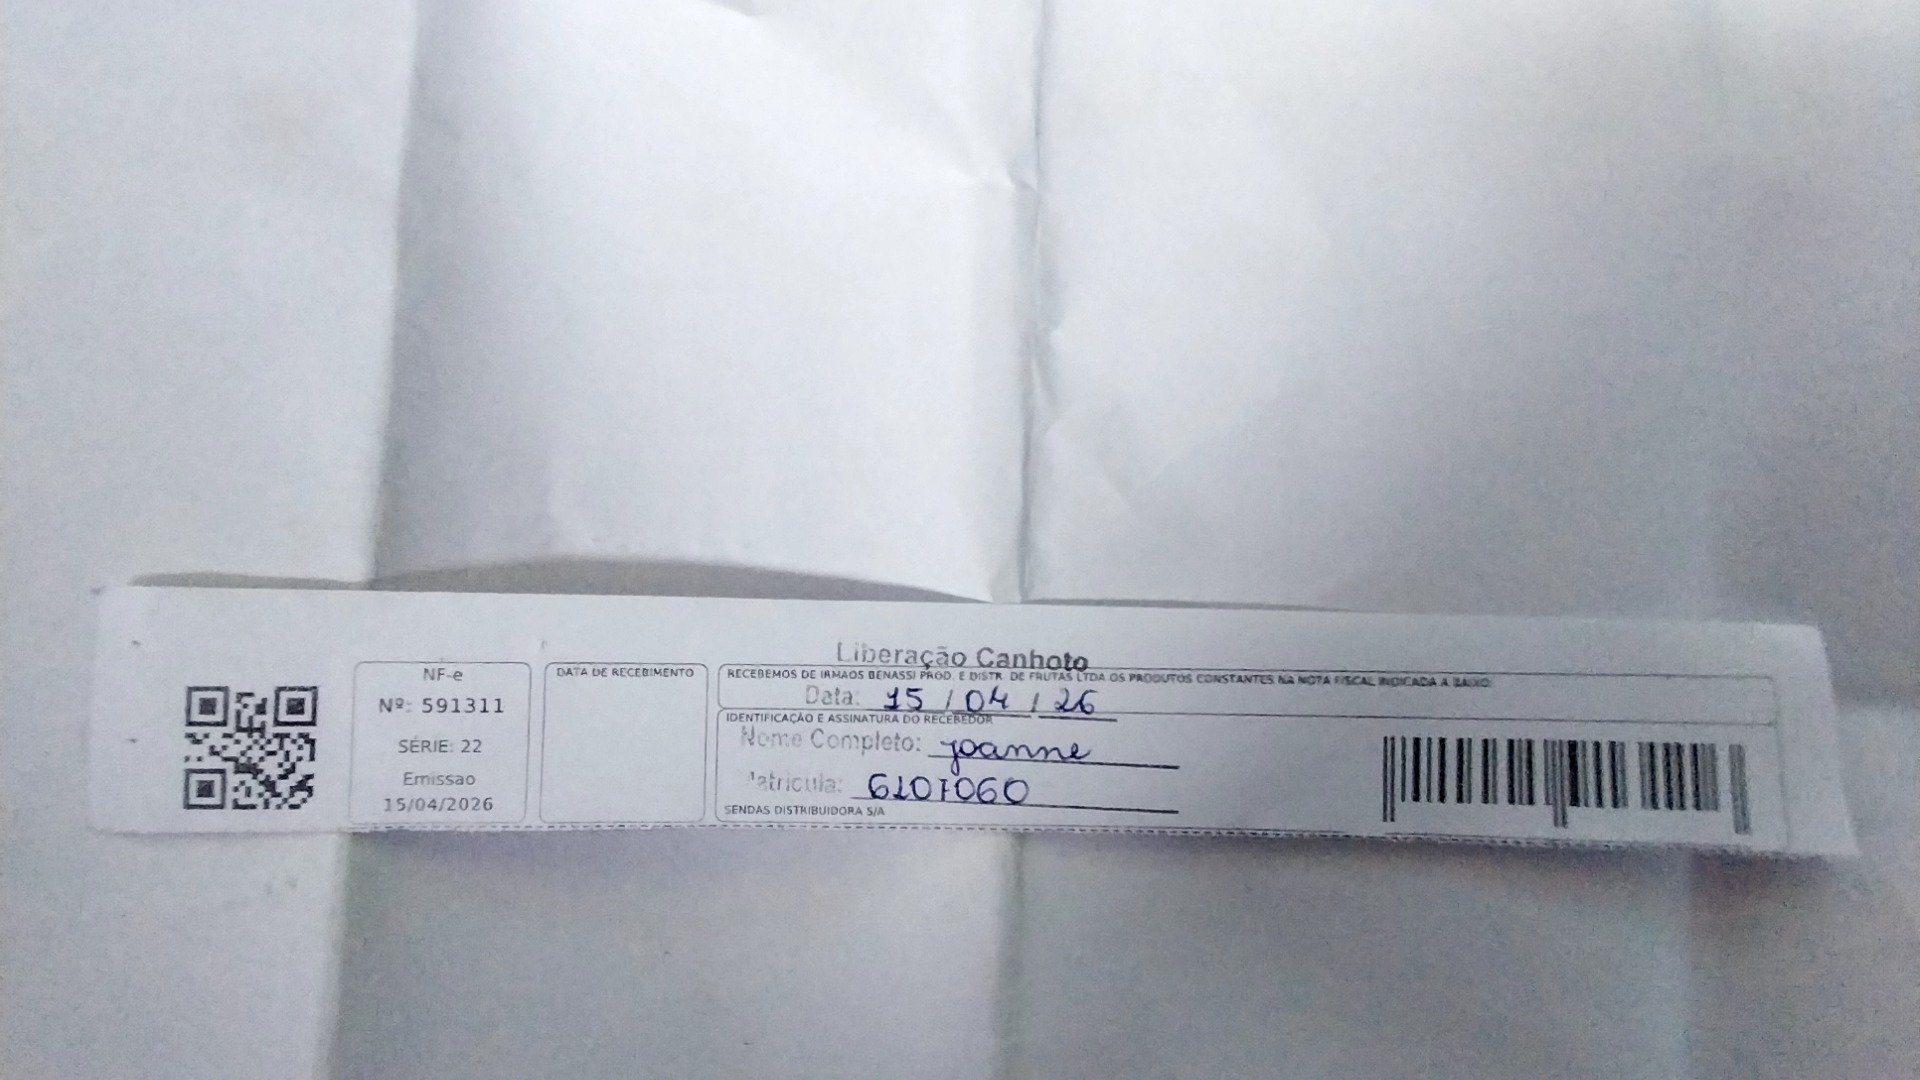 NF-e
Nº: 591311
SÉRIE: 22
Emissao
15/04/2026
DATA DE RECEBIMENTO
Liberação Canhoto
RECEBEMOS DE IRMAOS BENASSI PROD. E DISTR. DE FRUTAS LTDA OS PRODUTOS CONSTANTES NA NOTA FISCAL INDICADA A BAIXO
Data: 15 / 04 / 26
IDENTIFICAÇÃO E ASSINATURA DO RECEBEDOR
Nome Completo: Joanne
Matricula: 6101060
SENDAS DISTRIBUIDORA S/A